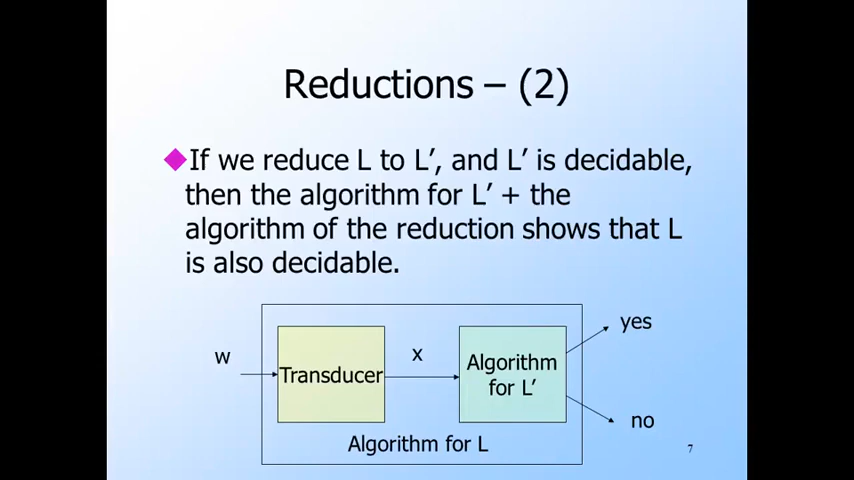 Reductions – (2)
If we reduce L to L’, and L’ is decidable,
then the algorithm for L’ + the
algorithm of the reduction shows that L
is also decidable.
w
Transducer
x
Algorithm
for L’
yes
no
Algorithm for L
7